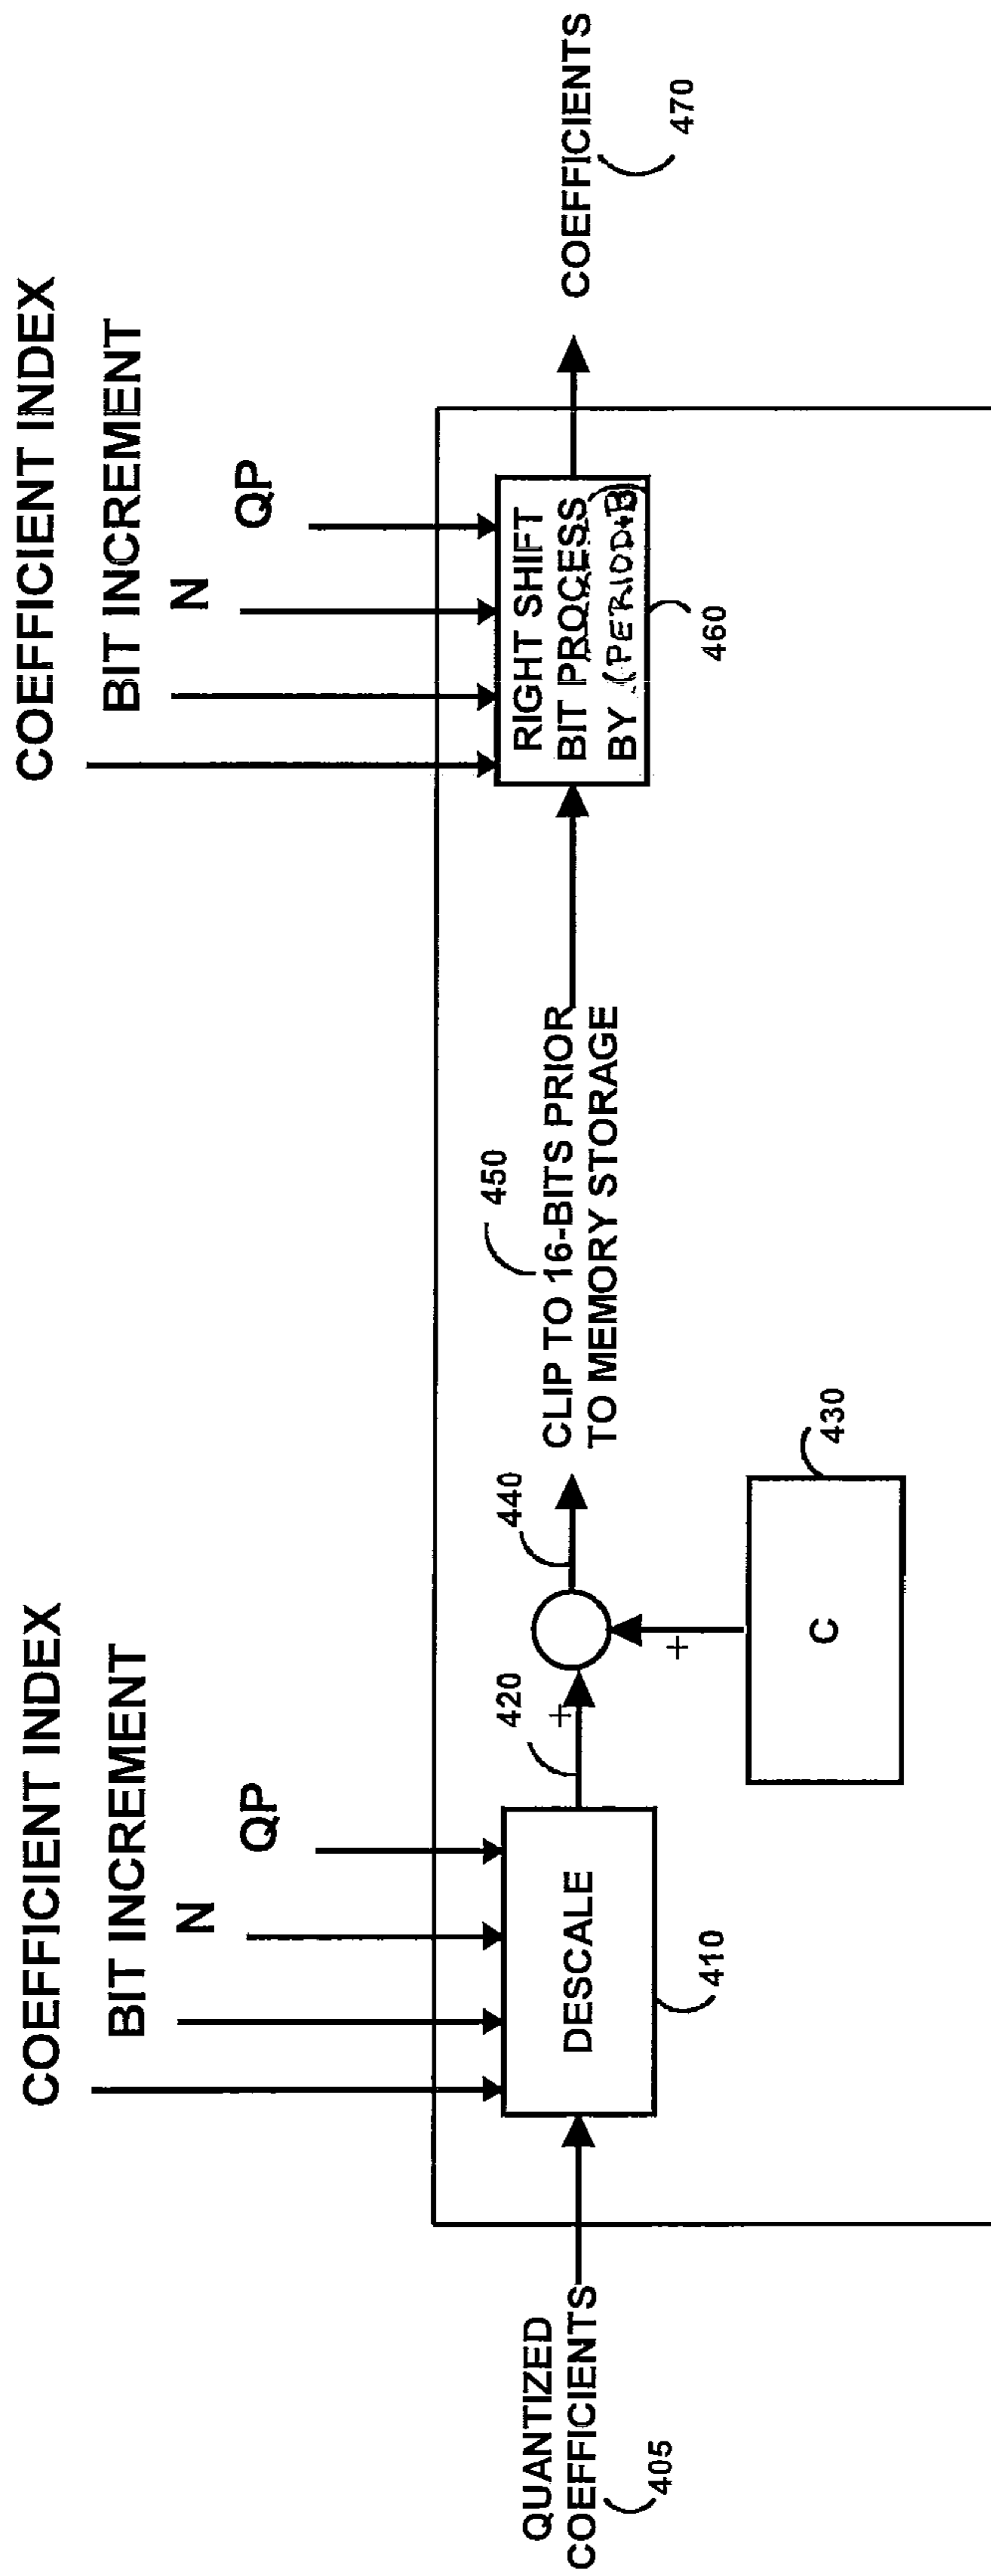 COEFFICIENT INDEX
BIT INCREMENT
N
QP
QUANTIZED
COEFFICIENTS
405
DESCALE
410
420
+
440
+
C
430
450
CLIP TO 16-BITS PRIOR
TO MEMORY STORAGE
COEFFICIENT INDEX
BIT INCREMENT
N
QP
RIGHT SHIFT
BIT PROCESS
BY (PERIOD+B)
460
COEFFICIENTS
470